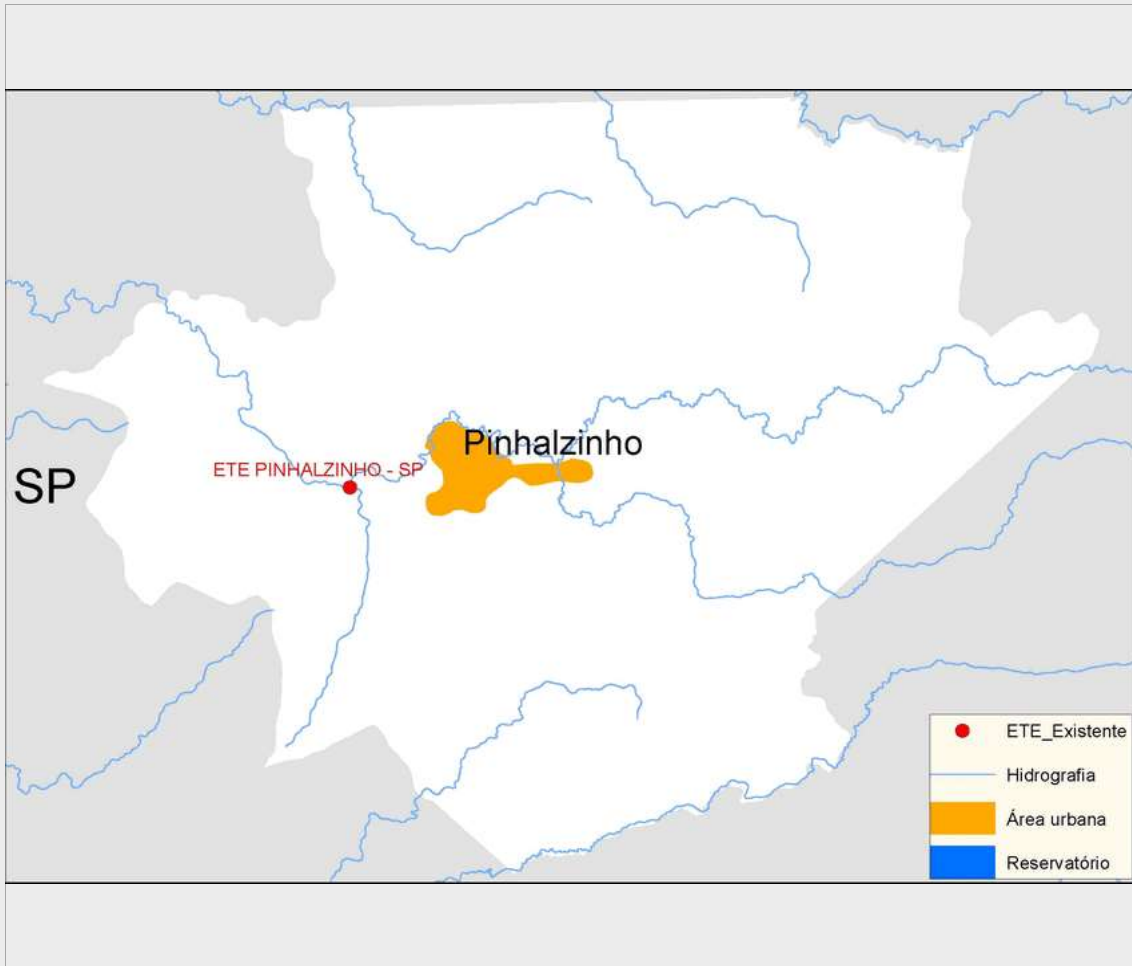 Pinhalzinho
ETE PINHALZINHO - SP
SP
ETE_Existente
Hidrografia
Área urbana
Reservatório